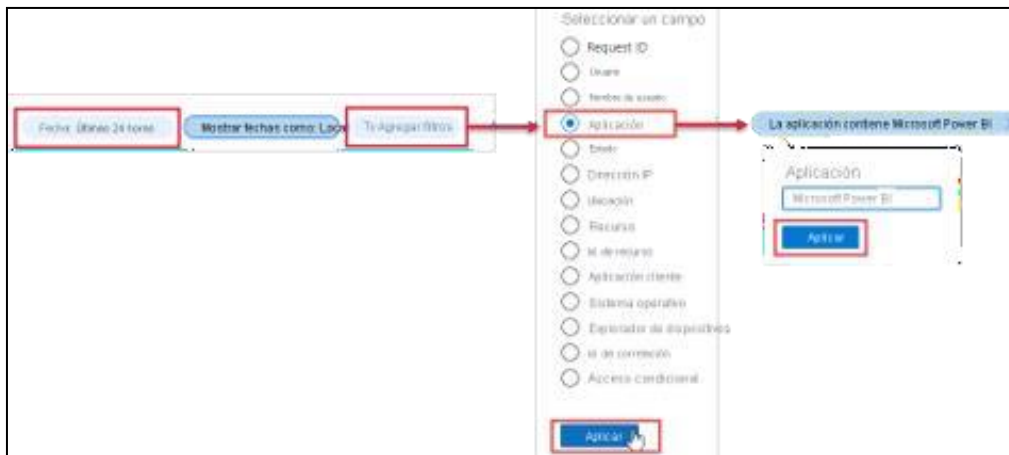 Fecha: Últimas 24 horas
Mostrar fechas como: Loca
Agregar filtros
Seleccionar un campo
Request ID
Usuario
Nombre de usuario
Aplicación
Estado
Dirección IP
Ubicación
Recurso
Id. de recurso
Aplicación cliente
Sistema operativo
Explorador de dispositivos
Id. de correlación
Acceso condicional
Aplicar
La aplicación contiene Microsoft Power BI
Aplicación
Microsoft Power BI
Aplicar